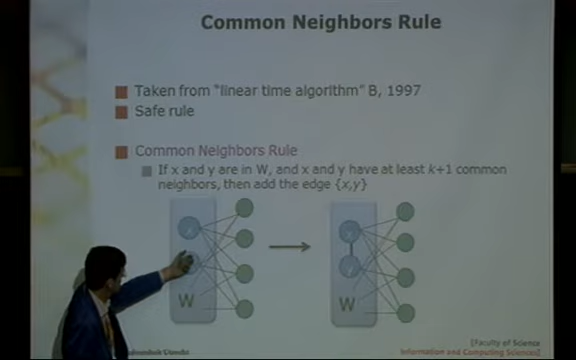 Common Neighbors Rule
Taken from "linear time algorithm" B, 1997
Safe rule
Common Neighbors Rule
If x and y are in W, and x and y have at least k+1 common
neighbors, then add the edge {x,y}
W
W
[Faculty of Science
Information and Computing Sciences]